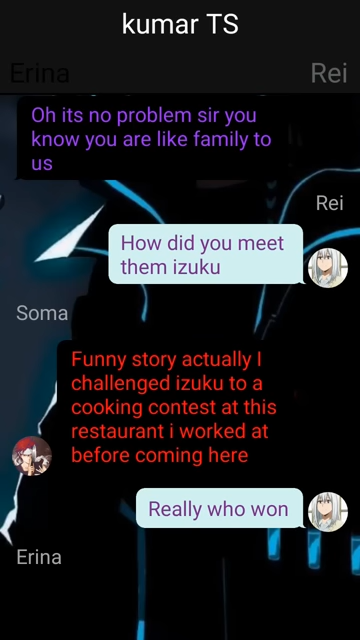 kumar TS
Erina
Rei
Oh its no problem sir you
know you are like family to
us
Rei
How did you meet
them izuku
Soma
Funny story actually I
challenged izuku to a
cooking contest at this
restaurant i worked at
before coming here
Really who won
Erina